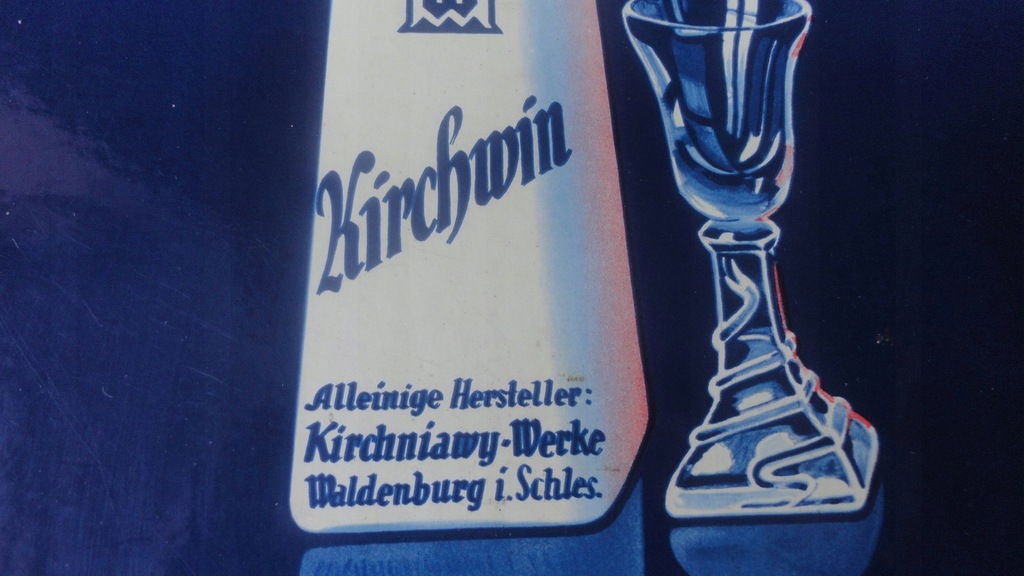 W
Kirchwin
Alleinige Hersteller:
Kirchniawy-Werke
Waldenburg i. Schles.